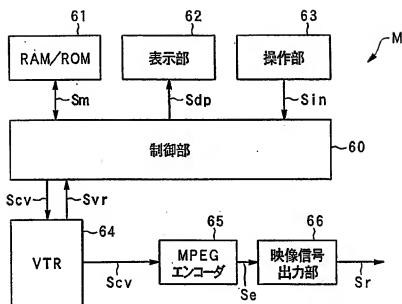 61
62
63
M
RAM/ROM
表示部
操作部
Sm
Sdp
Sin
制御部
60
Scv
Svr
64
65
66
VTR
MPEG
エンコーダ
映像信号
出力部
Scv
Se
Sr